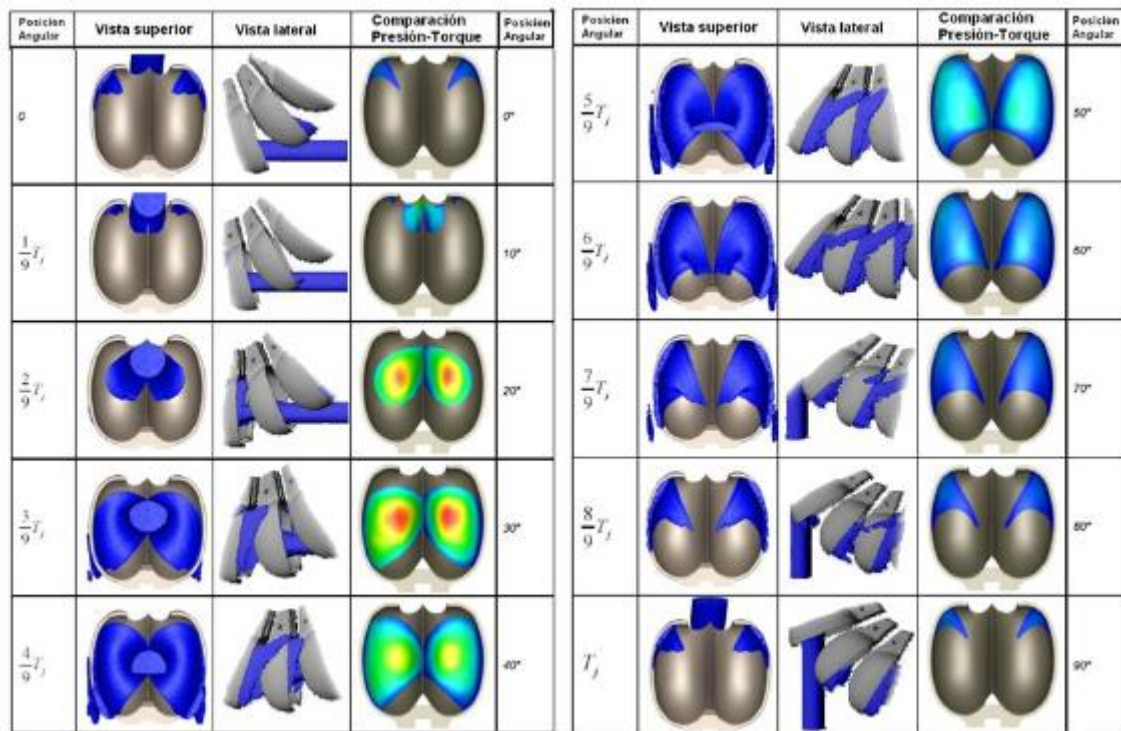 Posicion Angular
Vista superior
Vista lateral
Comparación Presión-Torque
Posicion Angular
0
0°
1/9 T_j
10°
2/9 T_j
20°
3/9 T_j
30°
4/9 T_j
40°
Posicion Angular
Vista superior
Vista lateral
Comparación Presión-Torque
Posicion Angular
5/9 T_j
50°
6/9 T_j
60°
7/9 T_j
70°
8/9 T_j
80°
T_j
90°